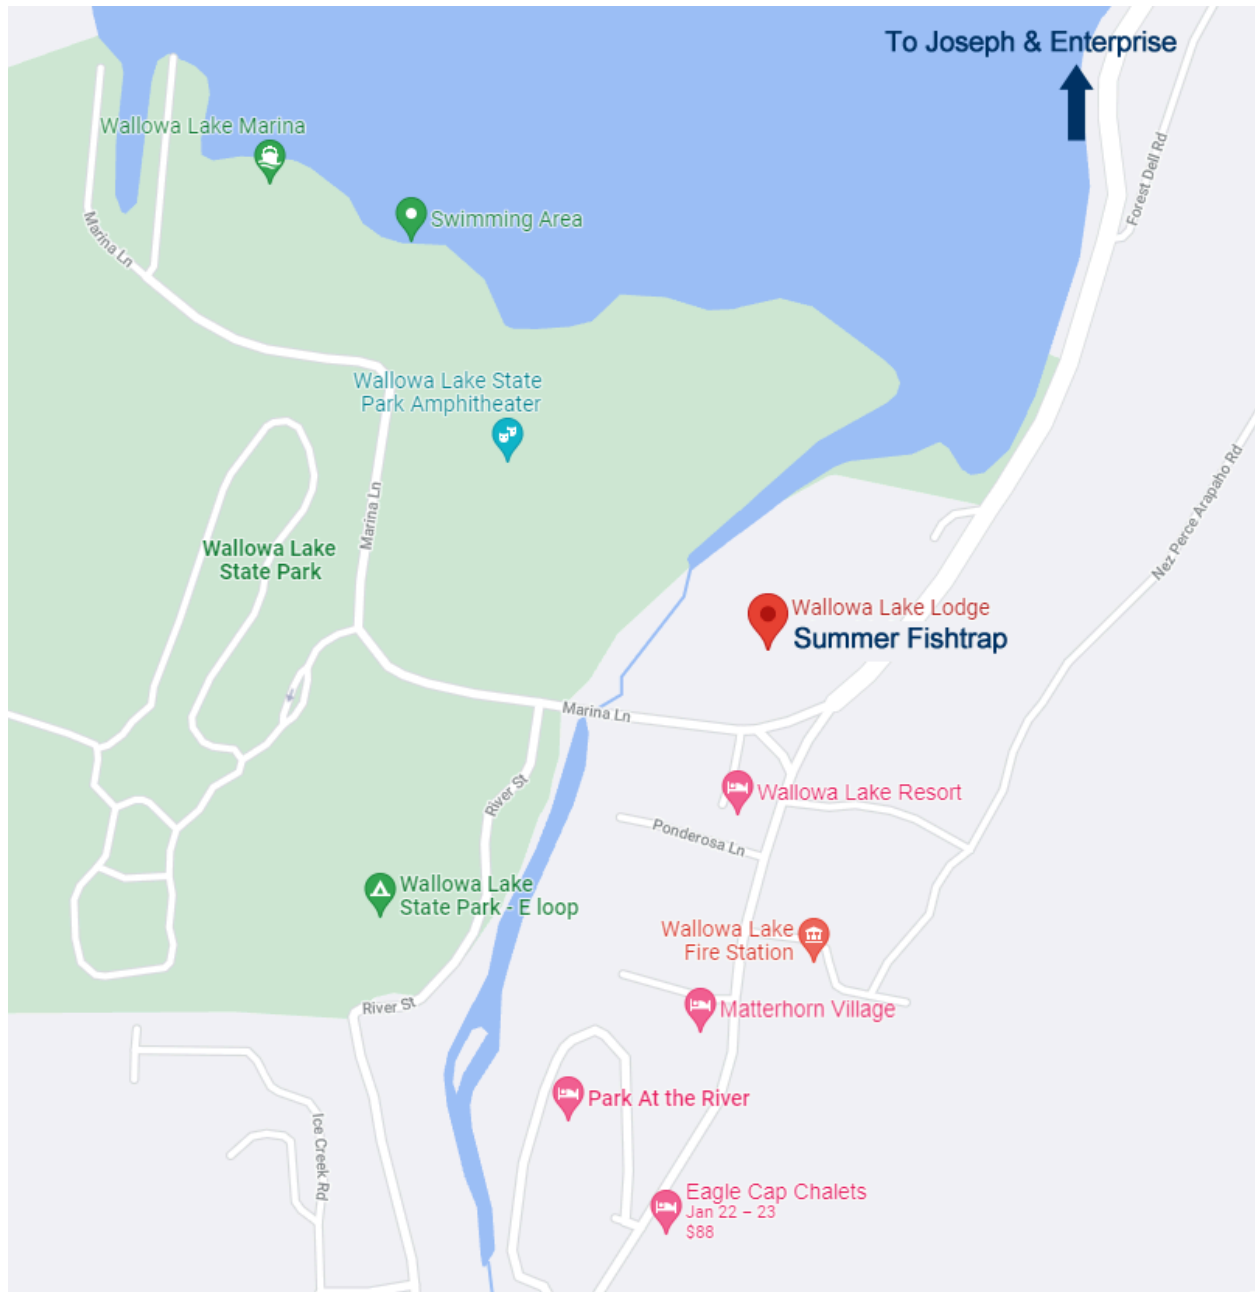 To Joseph & Enterprise
Wallowa Lake Marina
Forest Dell Rd
Swimming Area
Marina Ln
Wallowa Lake State
Park Amphitheater
Marina Ln
Nez Perce Arapaho Rd
Wallowa Lake
State Park
Wallowa Lake Lodge
Summer Fishtrap
Marina Ln
River St
Wallowa Lake Resort
Ponderosa Ln
Wallowa Lake
State Park - E loop
Wallowa Lake
Fire Station
River St
Matterhorn Village
Park At the River
Ice Creek Rd
Eagle Cap Chalets
Jan 22 – 23
$88